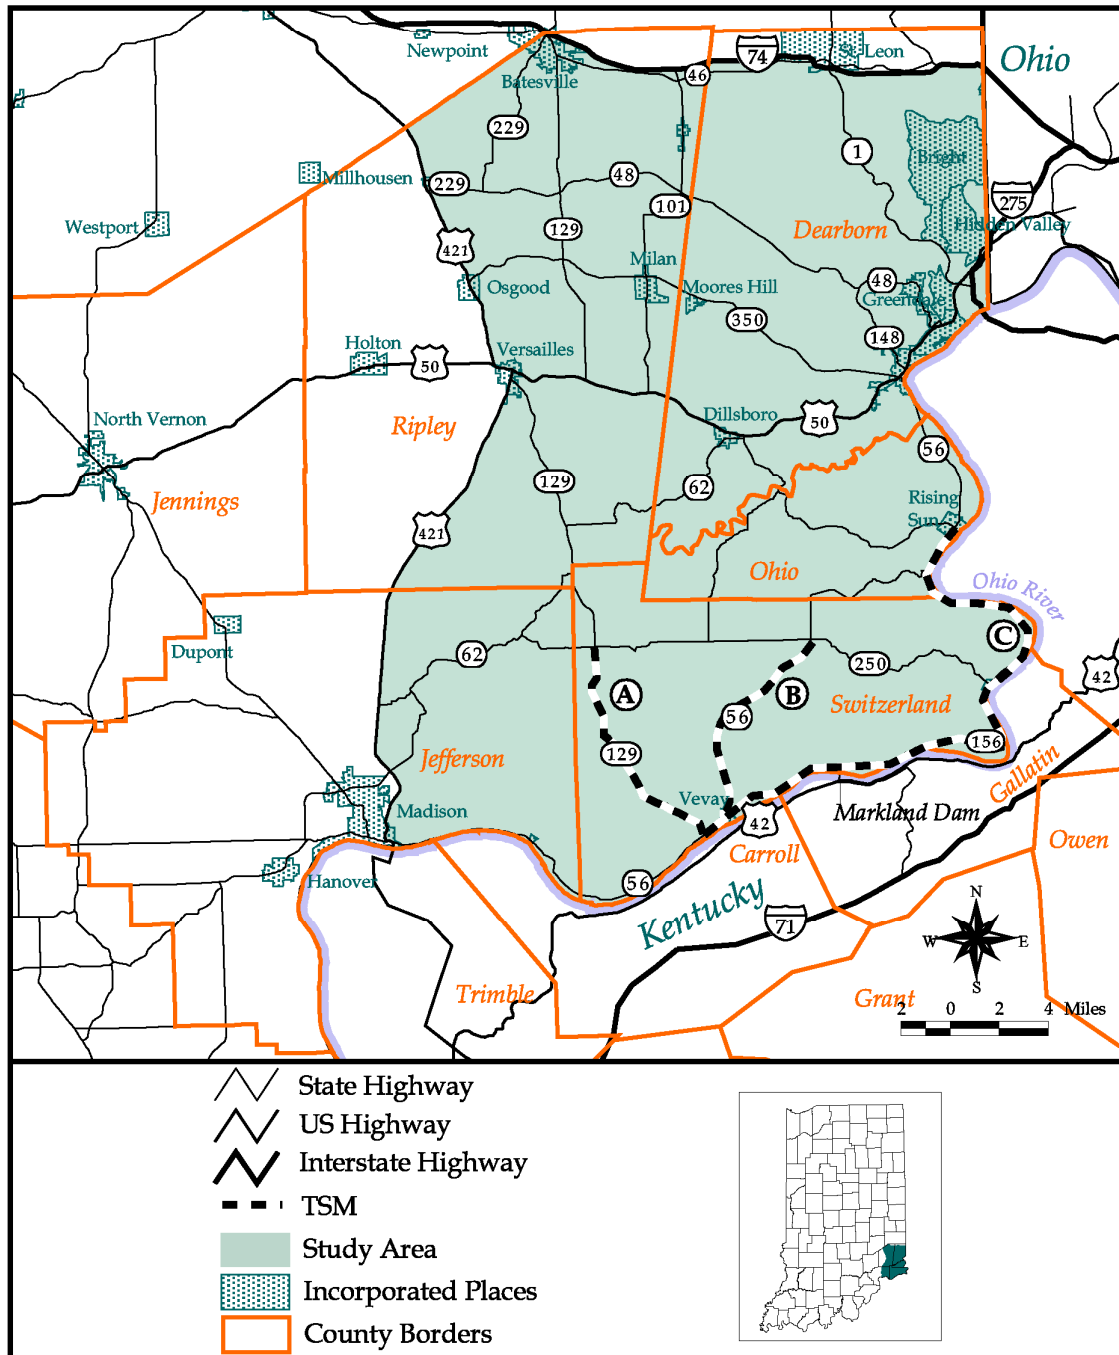 Newpoint
Batesville
74
St. Leon
Ohio
46
229
1
Bright
Millhousen
229
48
275
101
Westport
129
Dearborn
Hidden Valley
421
Milan
48
Osgood
Moores Hill
Greendale
350
Holton
Versailles
148
50
North Vernon
Dillsboro
50
Ripley
56
129
62
Rising
Sun
Jennings
421
Ohio
Ohio River
C
Dupont
62
250
42
A
B
Switzerland
56
129
156
Jefferson
Gallatin
Madison
Vevay
Markland Dam
42
Owen
Carroll
Hanover
56
Kentucky
71
N
W
E
S
Trimble
Grant
2 0 2 4 Miles
State Highway
US Highway
Interstate Highway
TSM
Study Area
Incorporated Places
County Borders